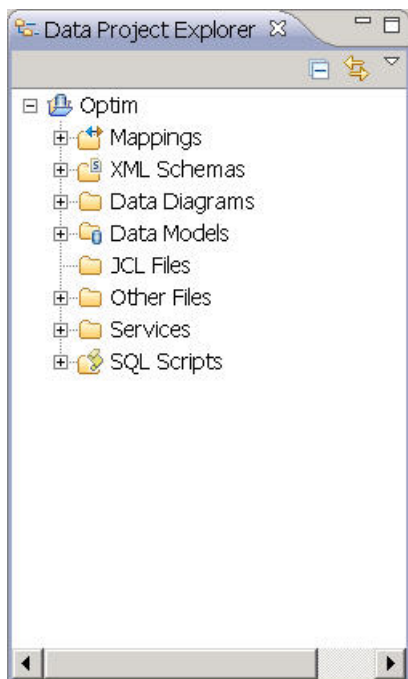 Data Project Explorer
Optim
Mappings
XML Schemas
Data Diagrams
Data Models
JCL Files
Other Files
Services
SQL Scripts